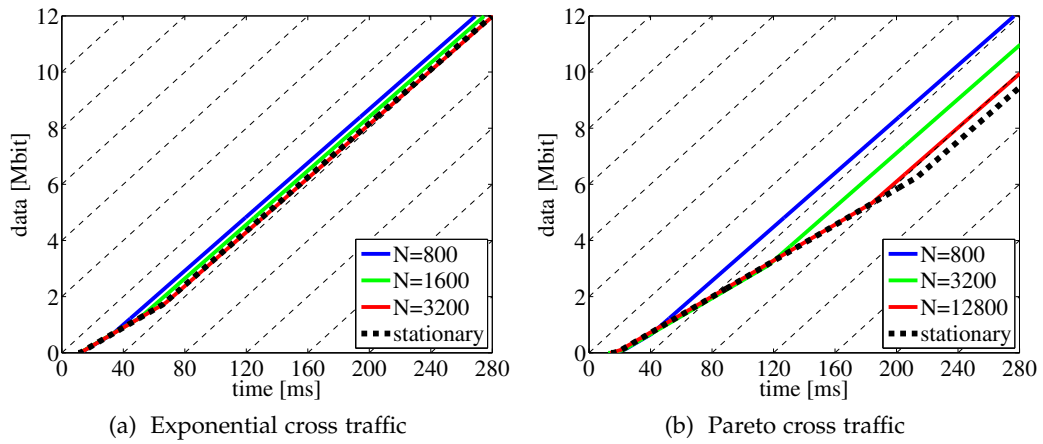 12
10
8
6
4
2
0
data [Mbit]
0 40 80 120 160 200 240 280
time [ms]
N=800
N=1600
N=3200
stationary
(a) Exponential cross traffic
12
10
8
6
4
2
0
data [Mbit]
0 40 80 120 160 200 240 280
time [ms]
N=800
N=3200
N=12800
stationary
(b) Pareto cross traffic